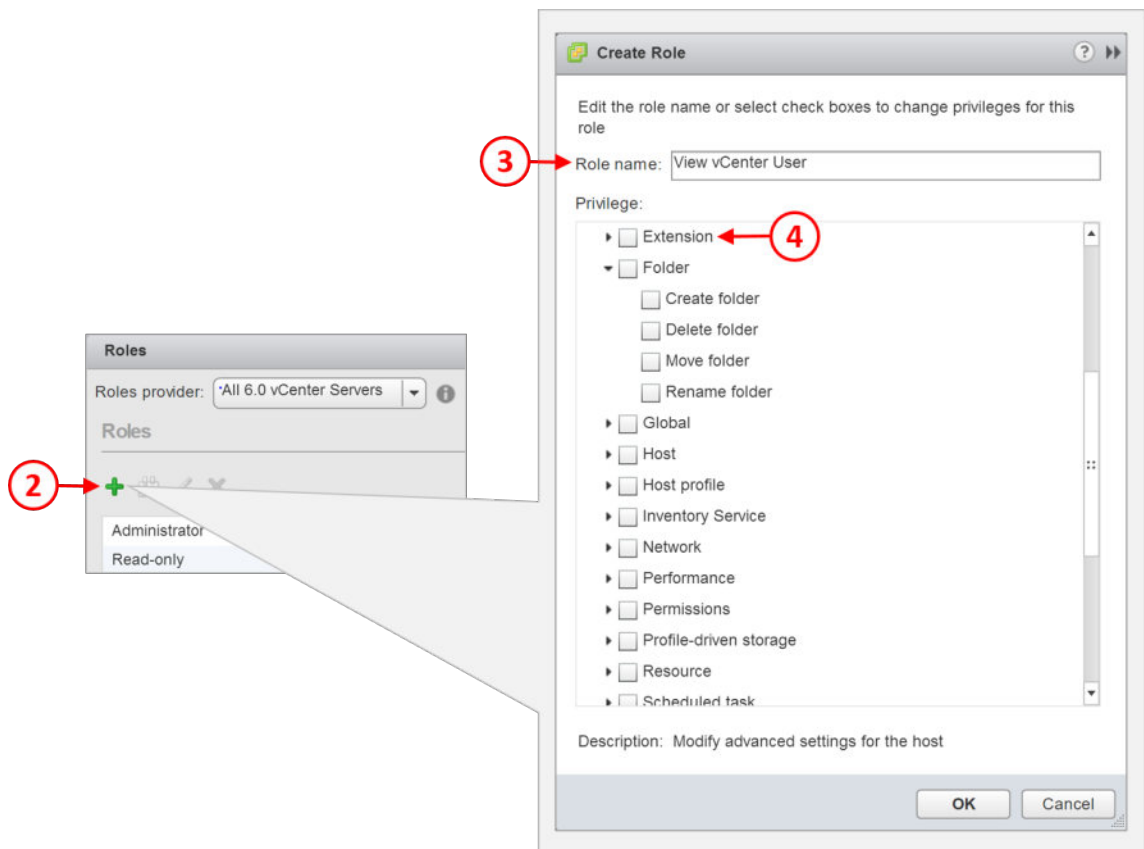 Create Role
?
Edit the role name or select check boxes to change privileges for this
role
3
Role name: View vCenter User
Privilege:
Extension
4
Folder
Create folder
Delete folder
Move folder
Rename folder
Global
Host
Host profile
Inventory Service
Network
Performance
Permissions
Profile-driven storage
Resource
Scheduled task
Description: Modify advanced settings for the host
OK Cancel
Roles
Roles provider: All 6.0 vCenter Servers
Roles
2
Administrator
Read-only